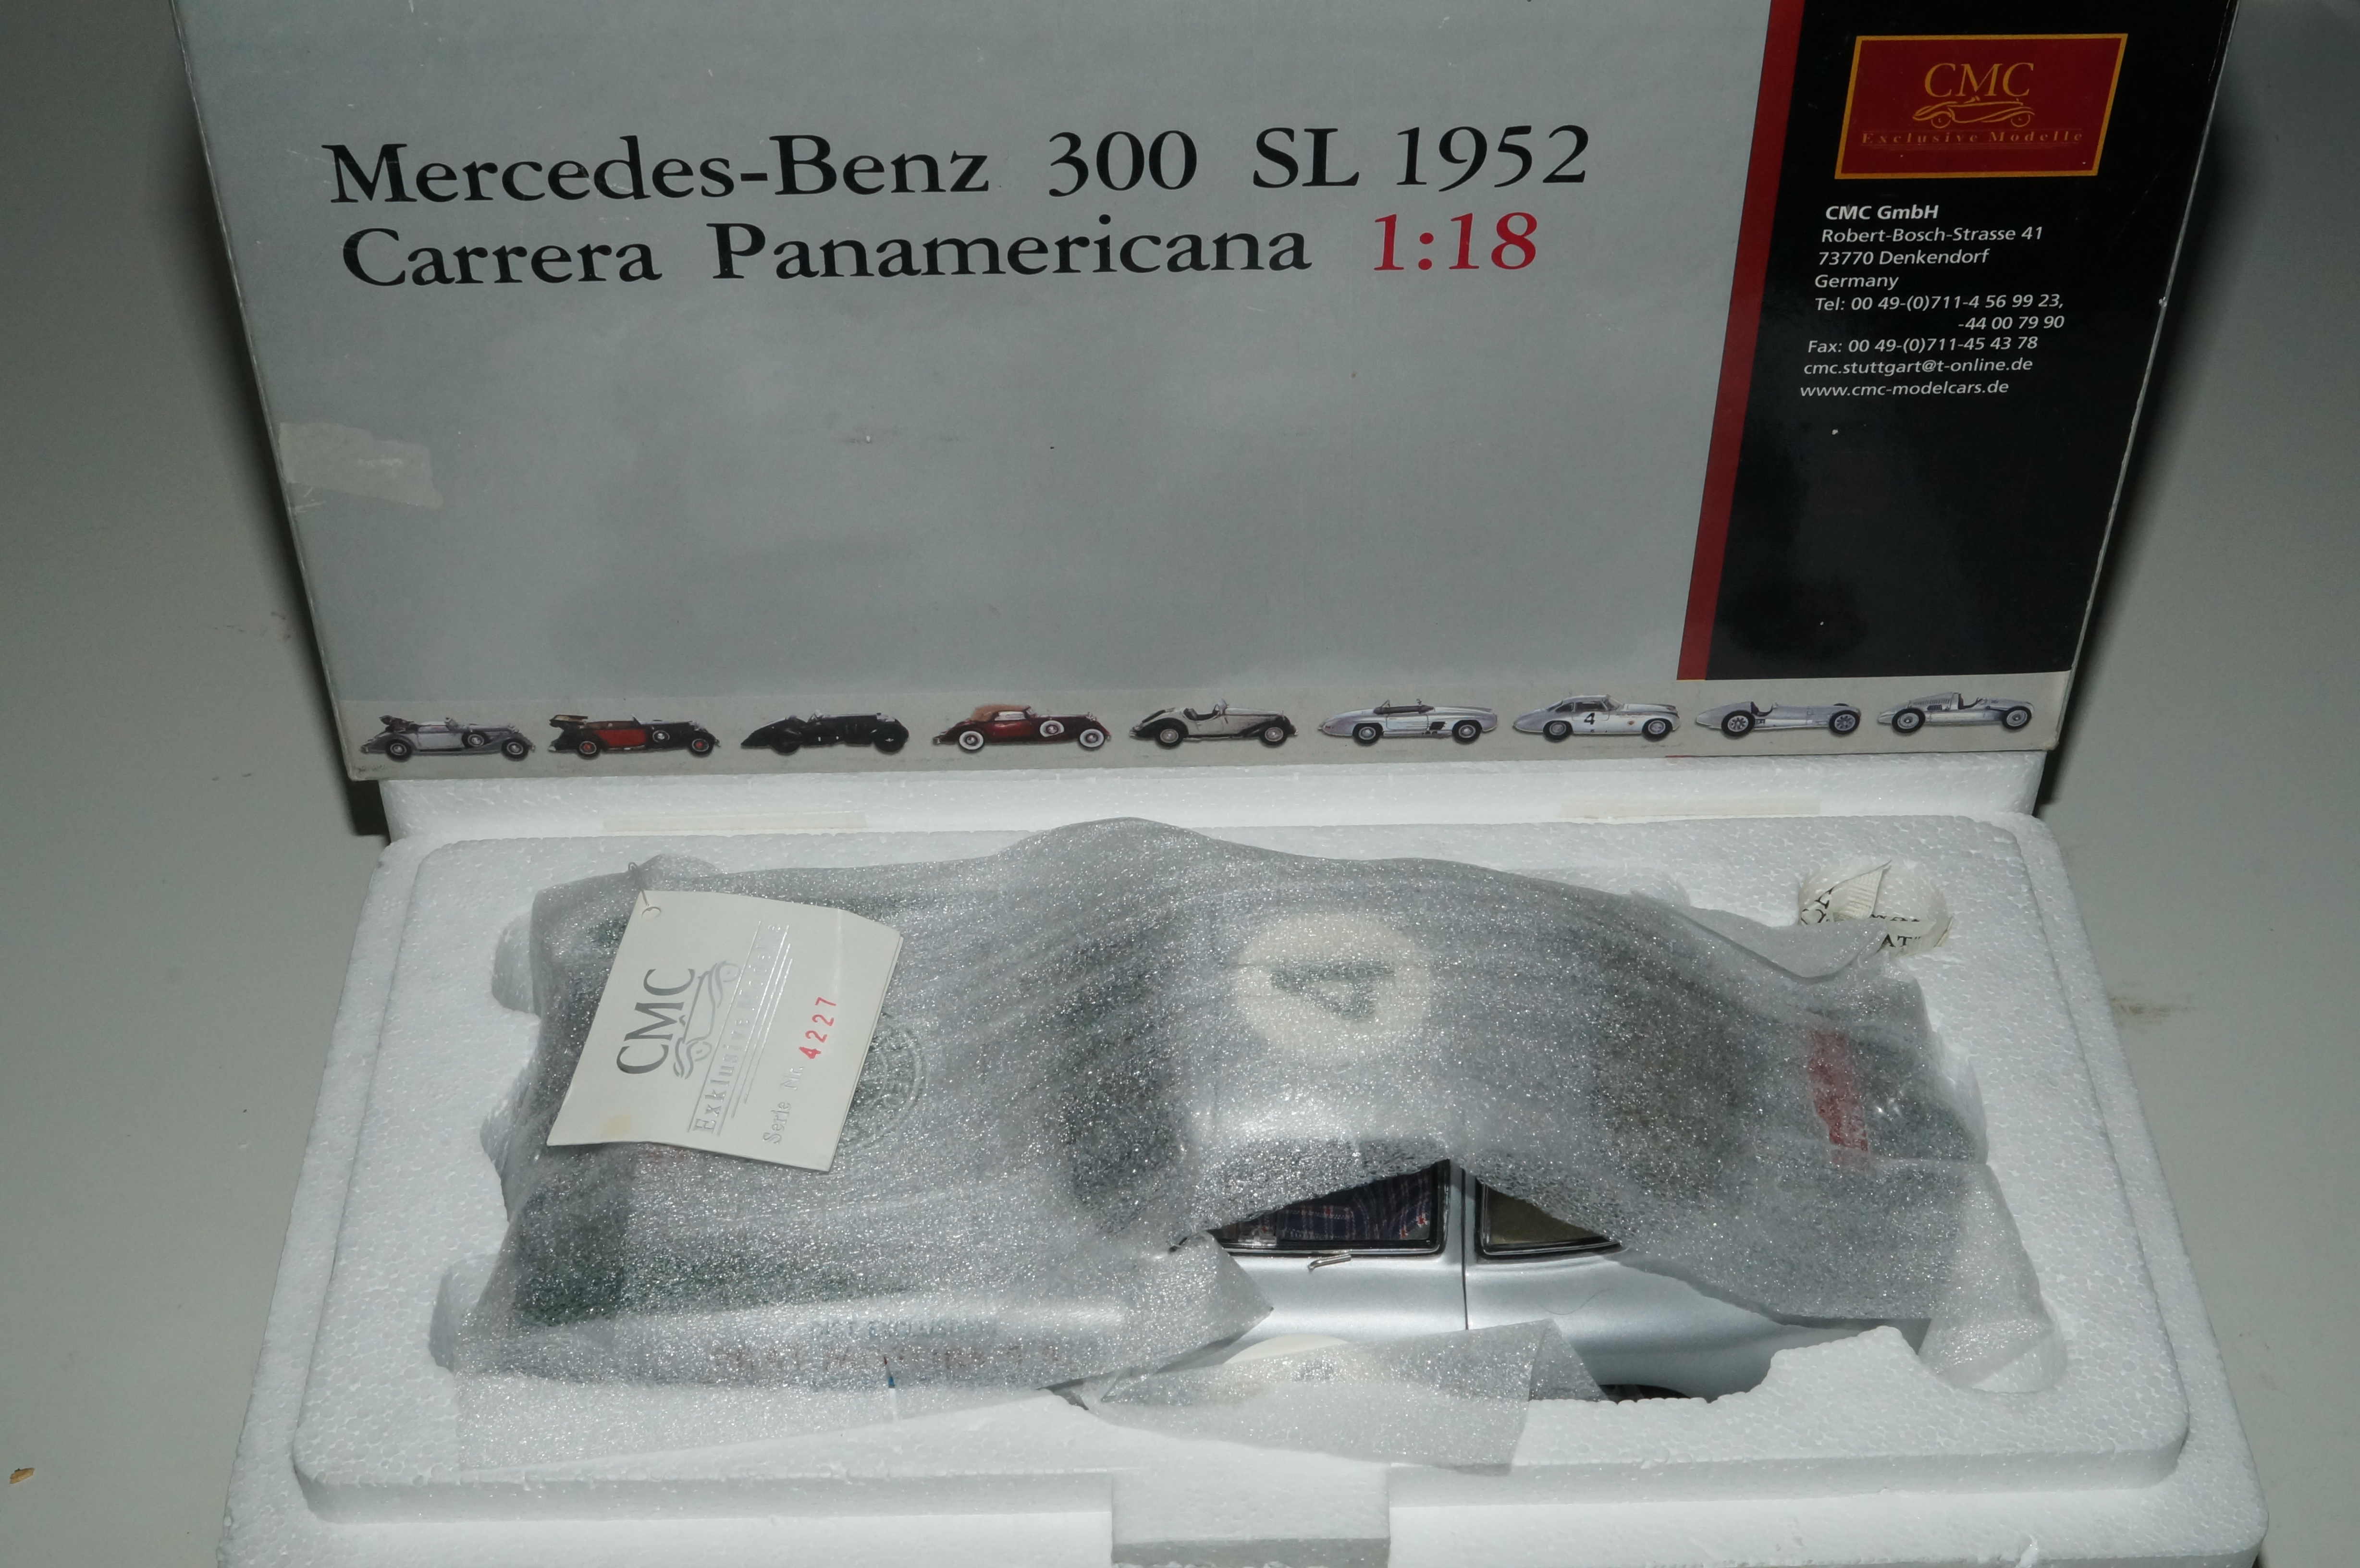 Mercedes-Benz 300 SL 1952
Carrera Panamericana 1:18
CMC
Exclusive Modelle
CMC GmbH
Robert-Bosch-Strasse 41
73770 Denkendorf
Germany
Tel: 00 49-(0)711-4 56 99 23,
-44 00 79 90
Fax: 00 49-(0)711-45 43 78
cmc.stuttgart@t-online.de
www.cmc-modelcars.de
4
CMC
Exklusive
Serie Nr. 4227
4